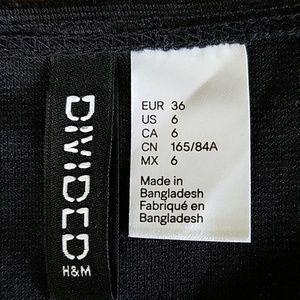 DIVIDED
H&M
EUR 36
US 6
CA 6
CN 165/84A
MX 6
Made in
Bangladesh
Fabriqué en
Bangladesh